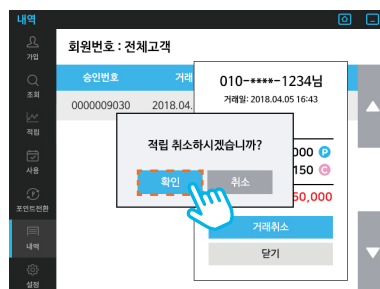 내역
가입
조회
적립
사용
포인트전환
내역
설정
회원번호 : 전체고객
승인번호 거래
0000009030 2018.04.
010-****-1234님
거래일: 2018.04.05 16:43
000 P
150 C
50,000
적립 취소하시겠습니까?
확인 취소
거래취소
닫기